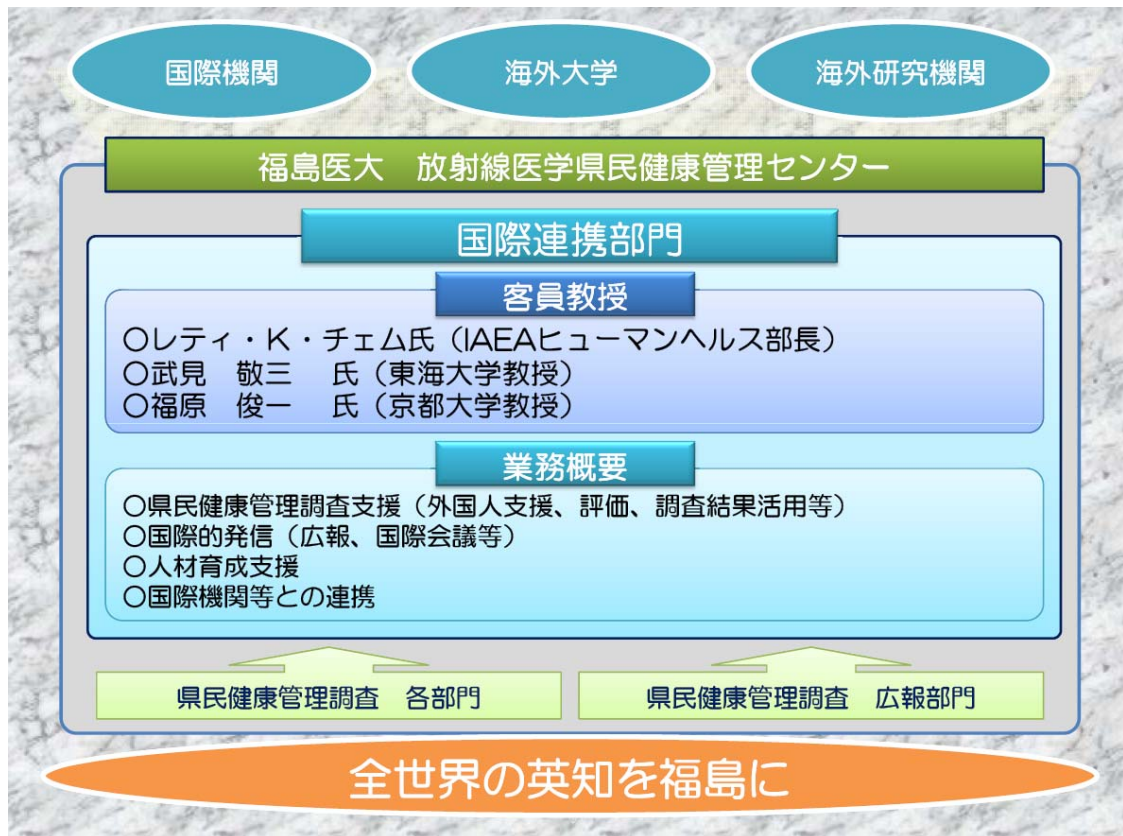 国際機関
海外大学
海外研究機関
福島医大　放射線医学県民健康管理センター
国際連携部門
客員教授
○レティ・K・チェム氏（IAEAヒューマンヘルス部長）
○武見　敬三　氏（東海大学教授）
○福原　俊一　氏（京都大学教授）
業務概要
○県民健康管理調査支援（外国人支援、評価、調査結果活用等）
○国際的発信（広報、国際会議等）
○人材育成支援
○国際機関等との連携
県民健康管理調査　各部門
県民健康管理調査　広報部門
全世界の英知を福島に